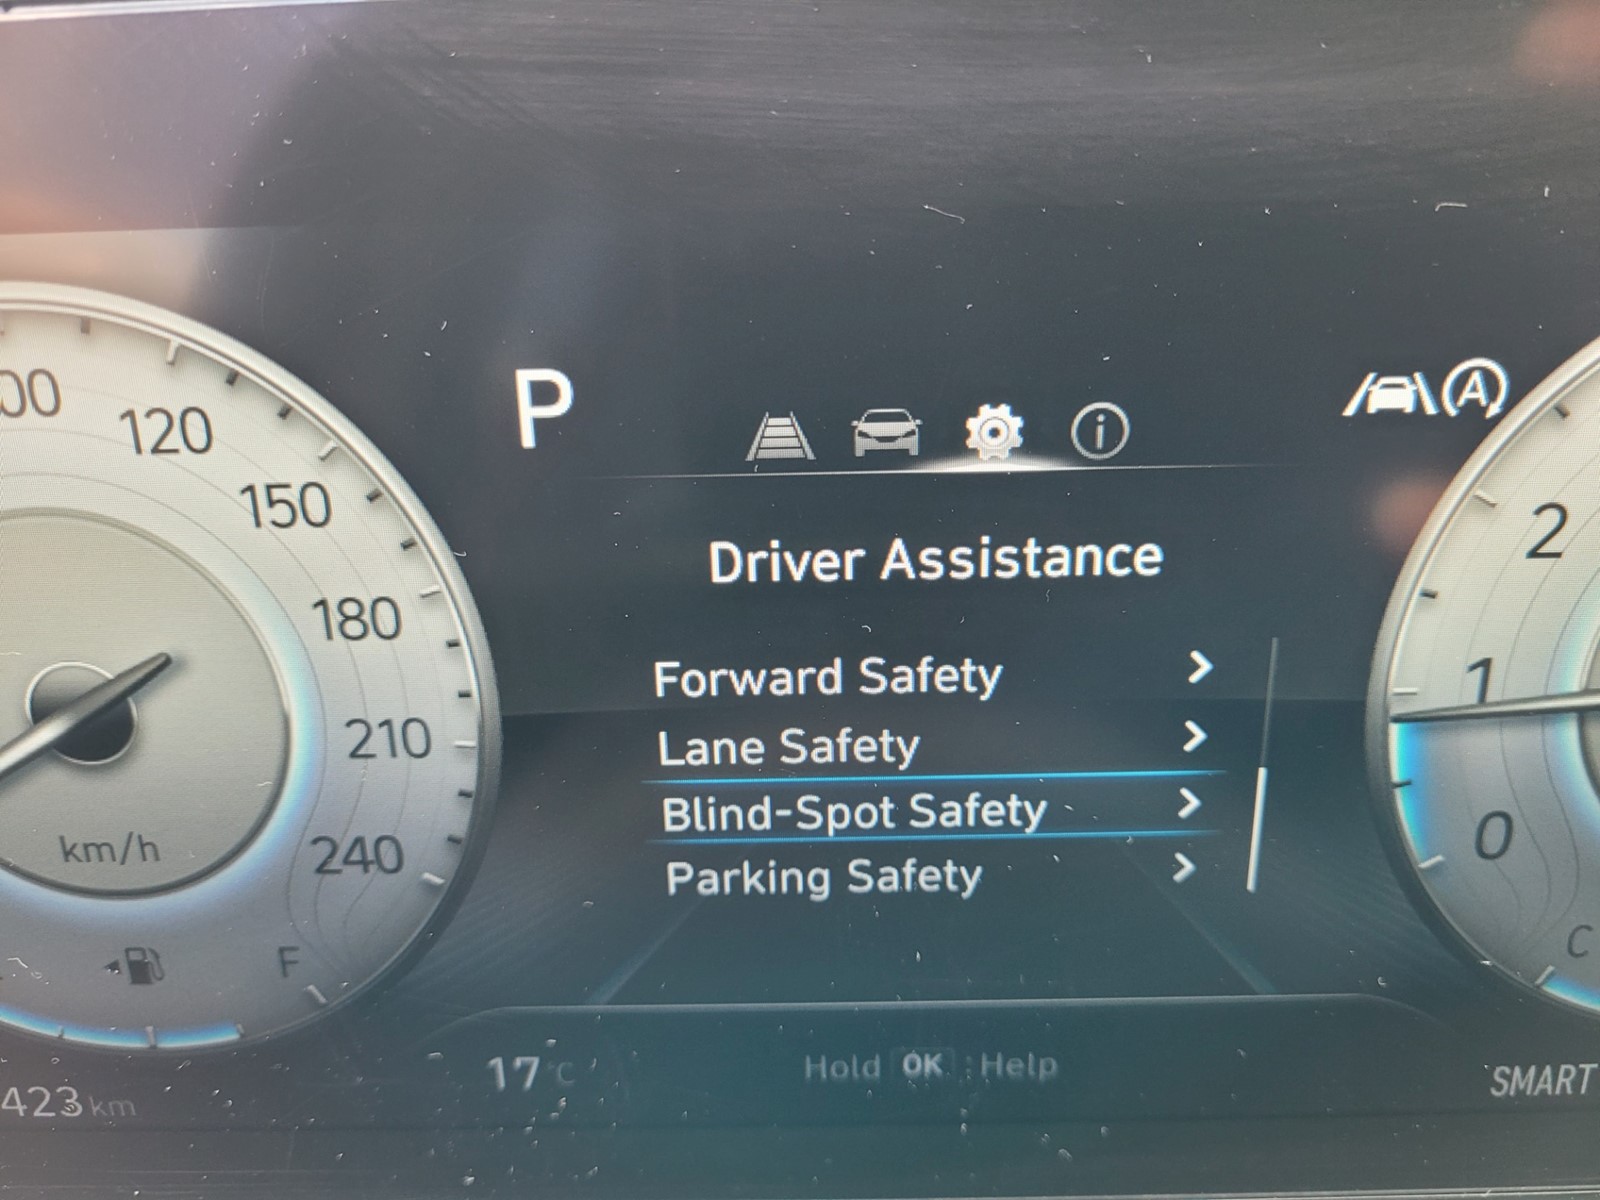 P
A
i
Driver Assistance
Forward Safety
Lane Safety
Blind-Spot Safety
Parking Safety
120
150
180
210
240
km/h
F
2
1
0
C
17°C
Hold OK : Help
423 km
SMART